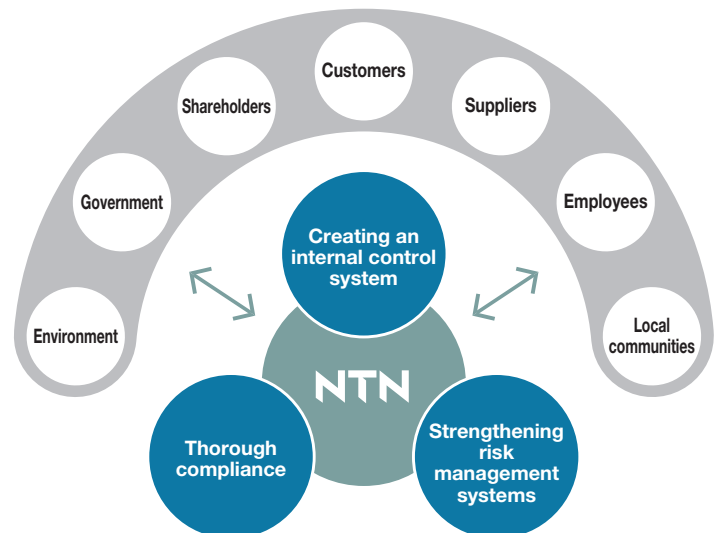 Customers
Shareholders
Suppliers
Government
Employees
Creating an
internal control
system
Environment
Local
communities
NTN
Thorough
compliance
Strengthening
risk
management
systems